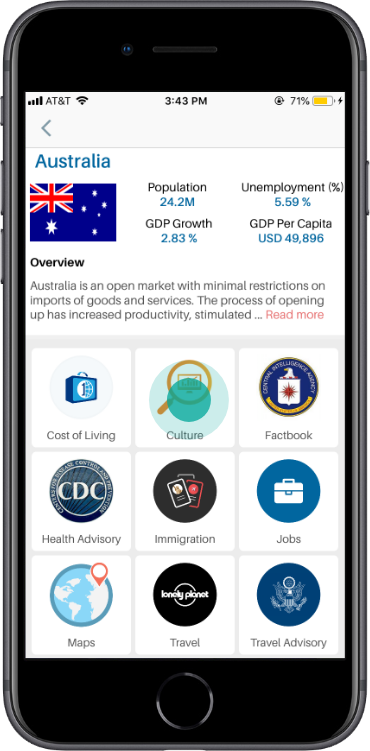 AT&T 3:43 PM 71%
Australia
Population Unemployment (%)
24.2M 5.59 %
GDP Growth GDP Per Capita
2.83 % USD 49,896
Overview
Australia is an open market with minimal restrictions on
imports of goods and services. The process of opening
up has increased productivity, stimulated ... Read more
CENTRAL INTELLIGENCE AGENCY
Cost of Living Culture Factbook
CDC
Health Advisory Immigration Jobs
lonely planet
Maps Travel Travel Advisory